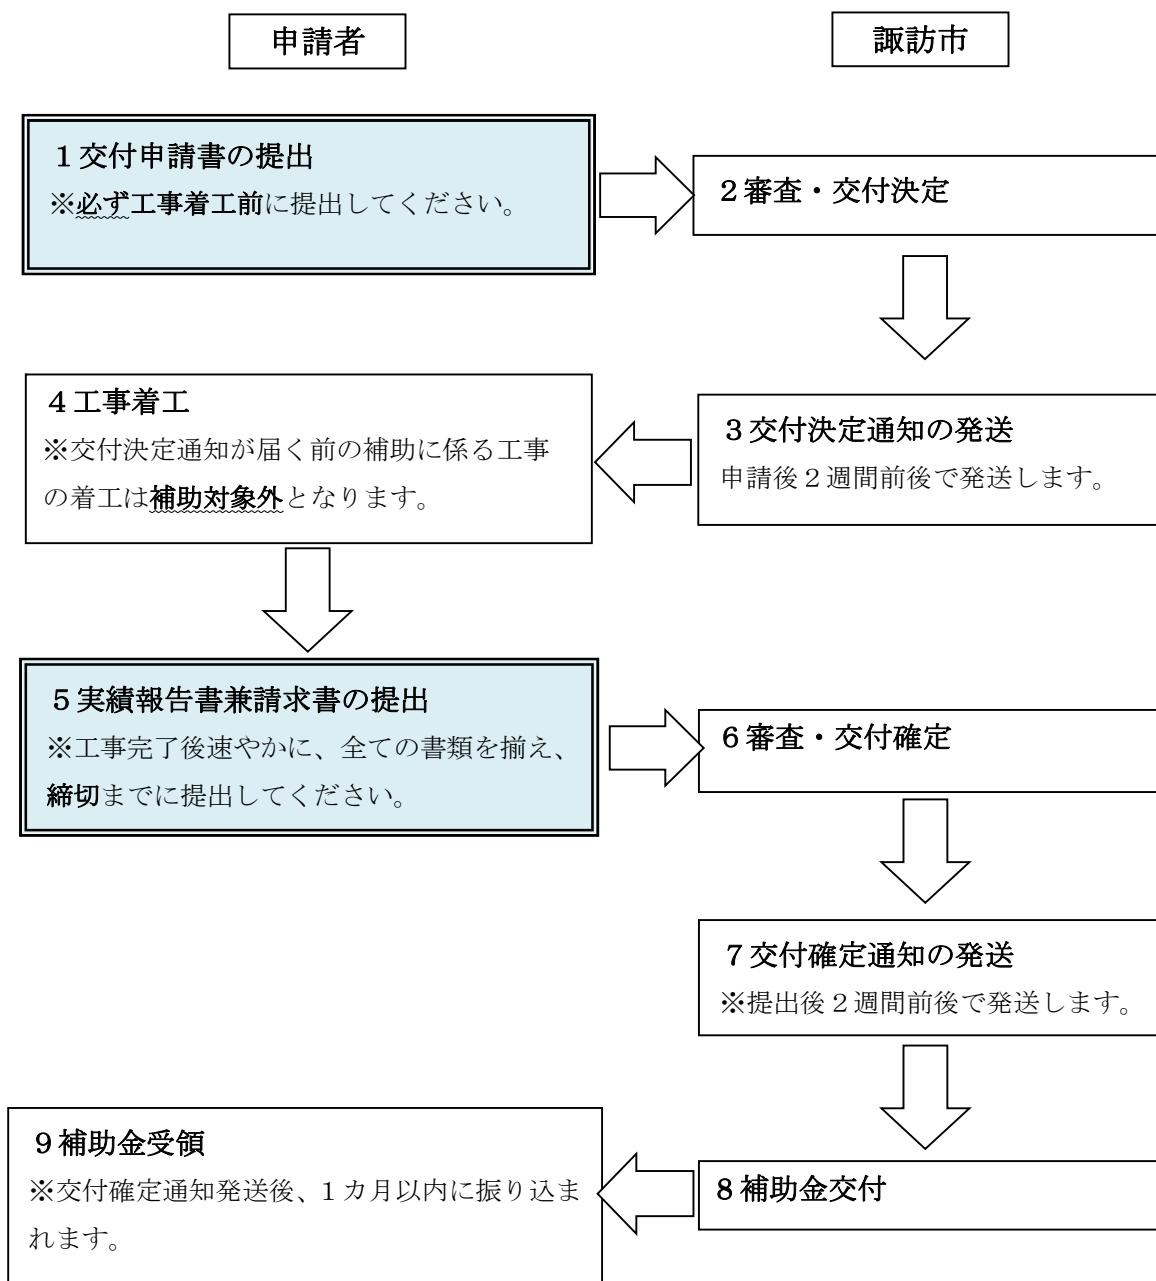 申請者
諏訪市
１交付申請書の提出
※必ず工事着工前に提出してください。
２審査・交付決定
３交付決定通知の発送
申請後２週間前後で発送します。
４工事着工
※交付決定通知が届く前の補助に係る工事
の着工は補助対象外となります。
５実績報告書兼請求書の提出
※工事完了後速やかに、全ての書類を揃え、
締切までに提出してください。
６審査・交付確定
７交付確定通知の発送
※提出後２週間前後で発送します。
８補助金交付
９補助金受領
※交付確定通知発送後、１カ月以内に振り込ま
れます。